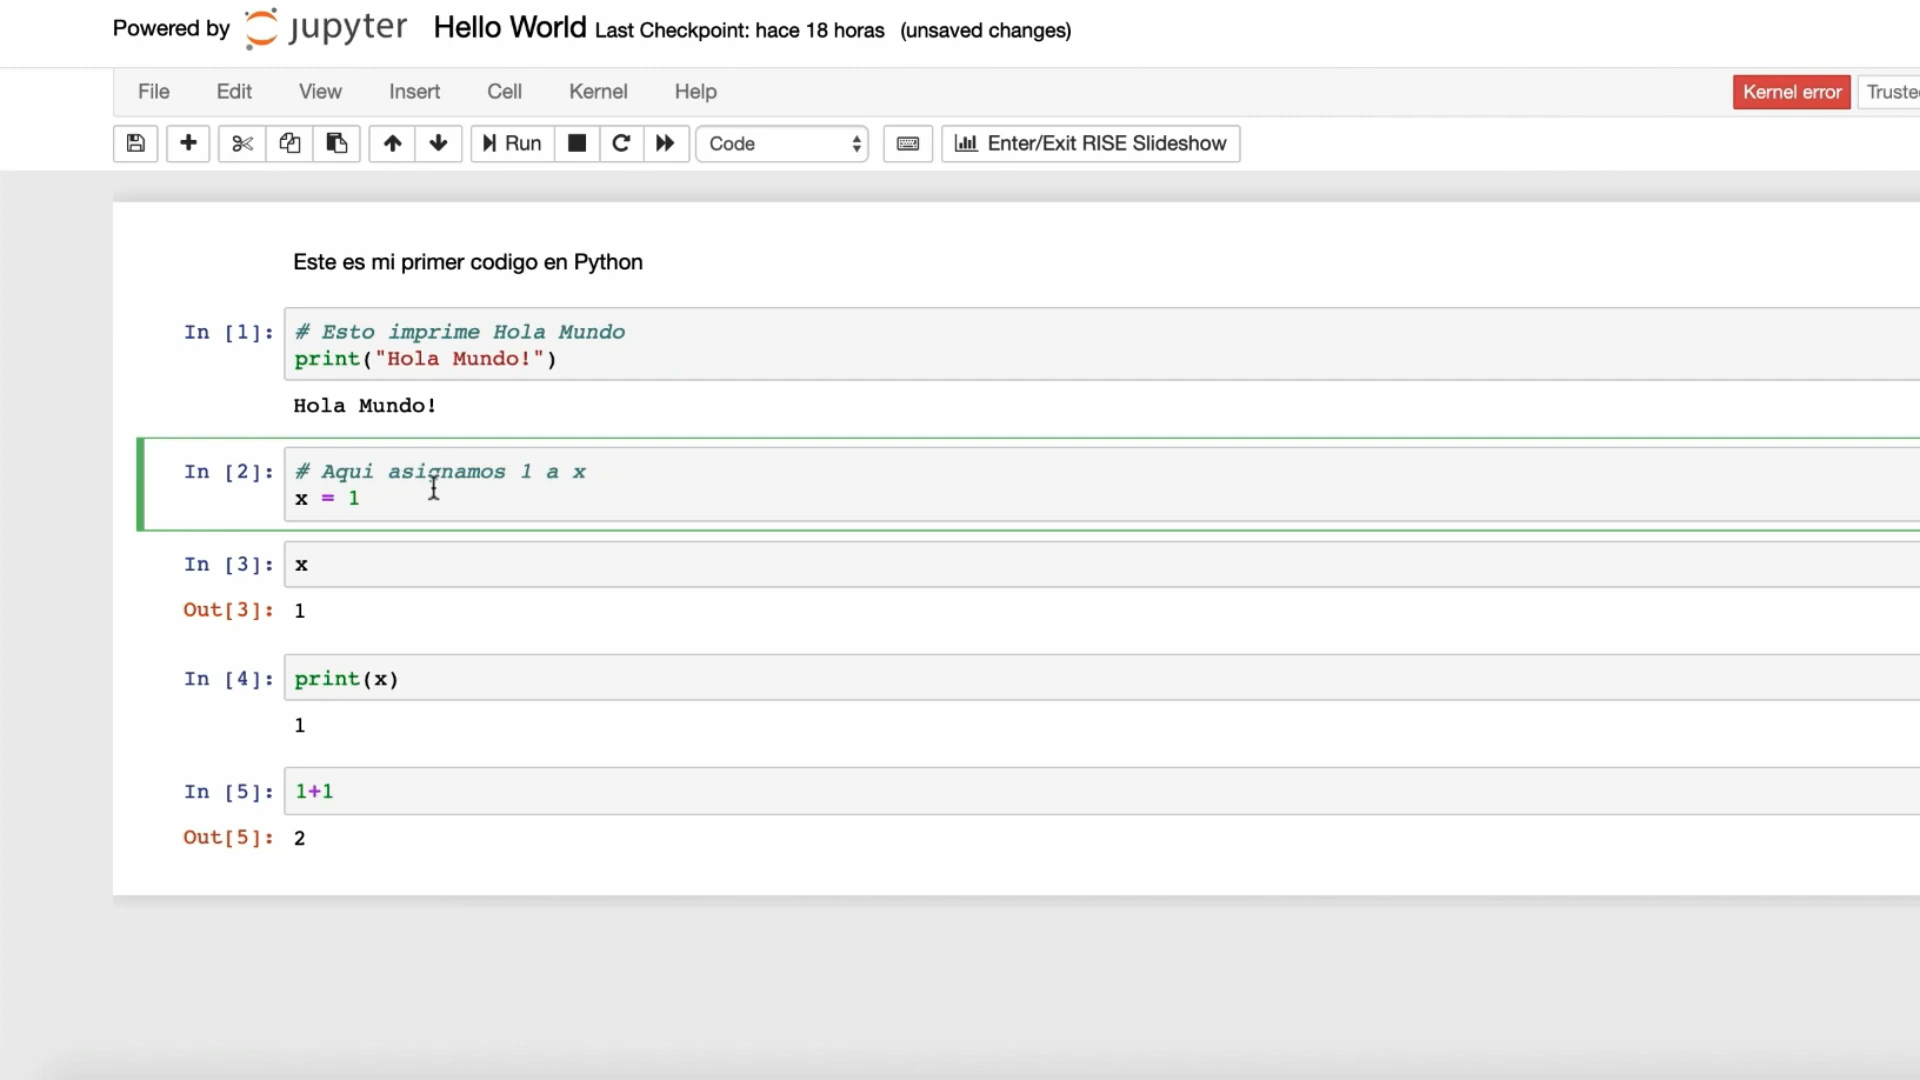 Powered by jupyter Hello World Last Checkpoint: hace 18 horas (unsaved changes)
File Edit View Insert Cell Kernel Help Kernel error Truste
Run Code Enter/Exit RISE Slideshow
Este es mi primer codigo en Python
In [1]: # Esto imprime Hola Mundo
print("Hola Mundo!")
Hola Mundo!
In [2]: # Aqui asignamos 1 a x
x = 1
In [3]: x
Out[3]: 1
In [4]: print(x)
1
In [5]: 1+1
Out[5]: 2